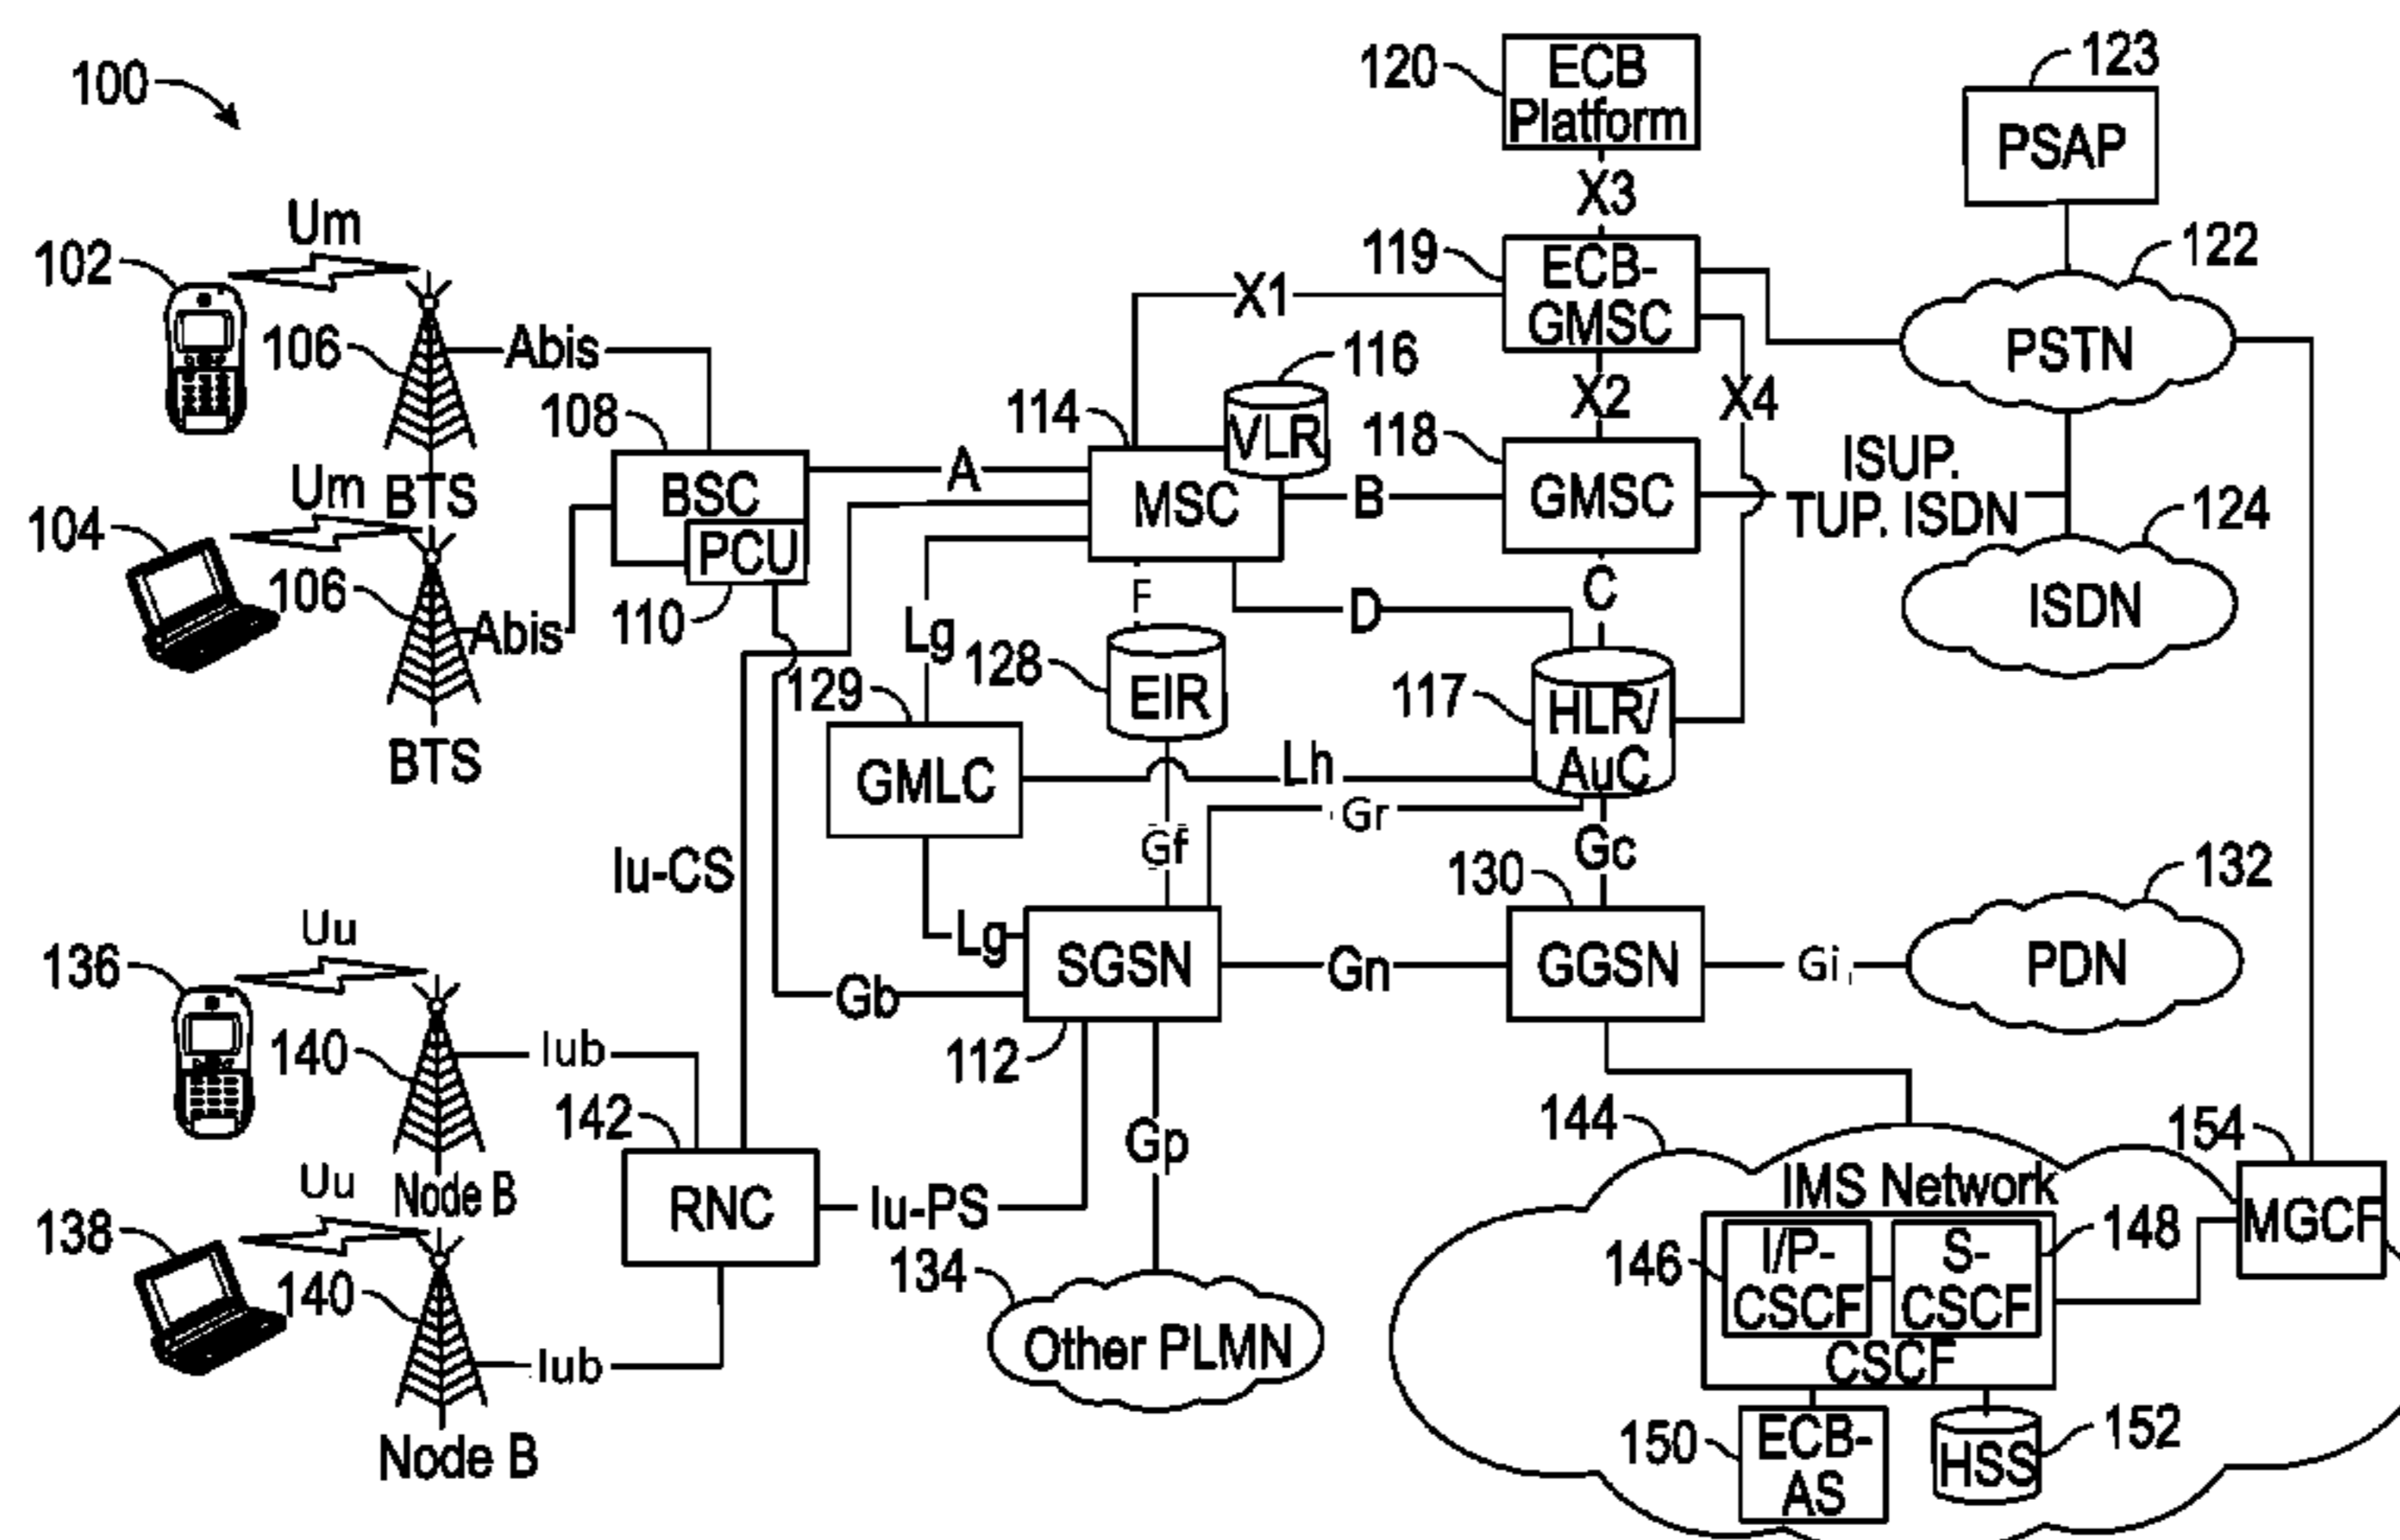 100
120
ECB
Platform
123
PSAP
X3
Um
102
119
ECB-
GMSC
122
X1
PSTN
106
Abis
116
VLR
X2
X4
108
114
118
ISUP.
TUP. ISDN
Um
BTS
BSC
A
MSC
B
GMSC
124
104
PCU
106
Abis
110
F
C
ISDN
Lg
D
128
EIR
129
117
HLR/
AuC
BTS
GMLC
Lh
Gr
Gf
Gc
Iu-CS
130
132
Uu
136
Lg
SGSN
Gn
GGSN
Gi
PDN
Gb
140
Iub
112
142
Gp
144
154
Uu
Node B
RNC
Iu-PS
IMS Network
MGCF
138
140
134
146
I/P-
CSCF
S-
CSCF
148
Other PLMN
CSCF
Iub
Node B
150
ECB-
AS
HSS
152